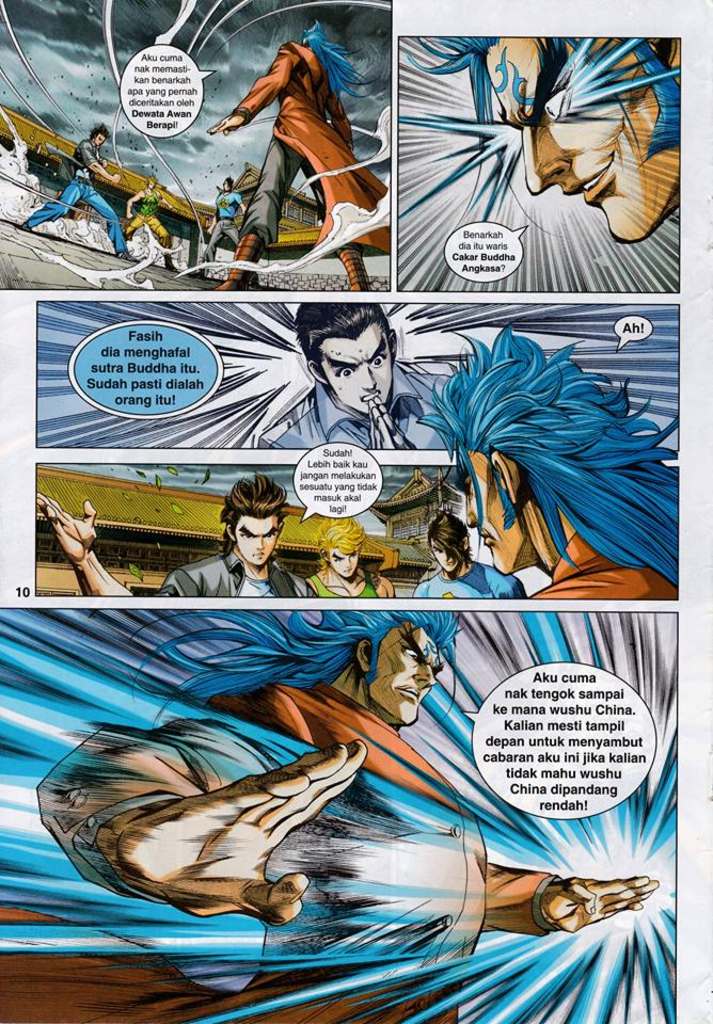 Aku cuma
nak memasti-
kan benarkah
apa yang pernah
diceritakan oleh
Dewata Awan
Berapi!
Benarkah
dia itu waris
Cakar Buddha
Angkasa?
Fasih
dia menghafal
sutra Buddha itu.
Sudah pasti dialah
orang itu!
Ah!
Sudah!
Lebih baik kau
jangan melakukan
sesuatu yang tidak
masuk akal
lagi!
10
Aku cuma
nak tengok sampai
ke mana wushu China.
Kalian mesti tampil
depan untuk menyambut
cabaran aku ini jika kalian
tidak mahu wushu
China dipandang
rendah!